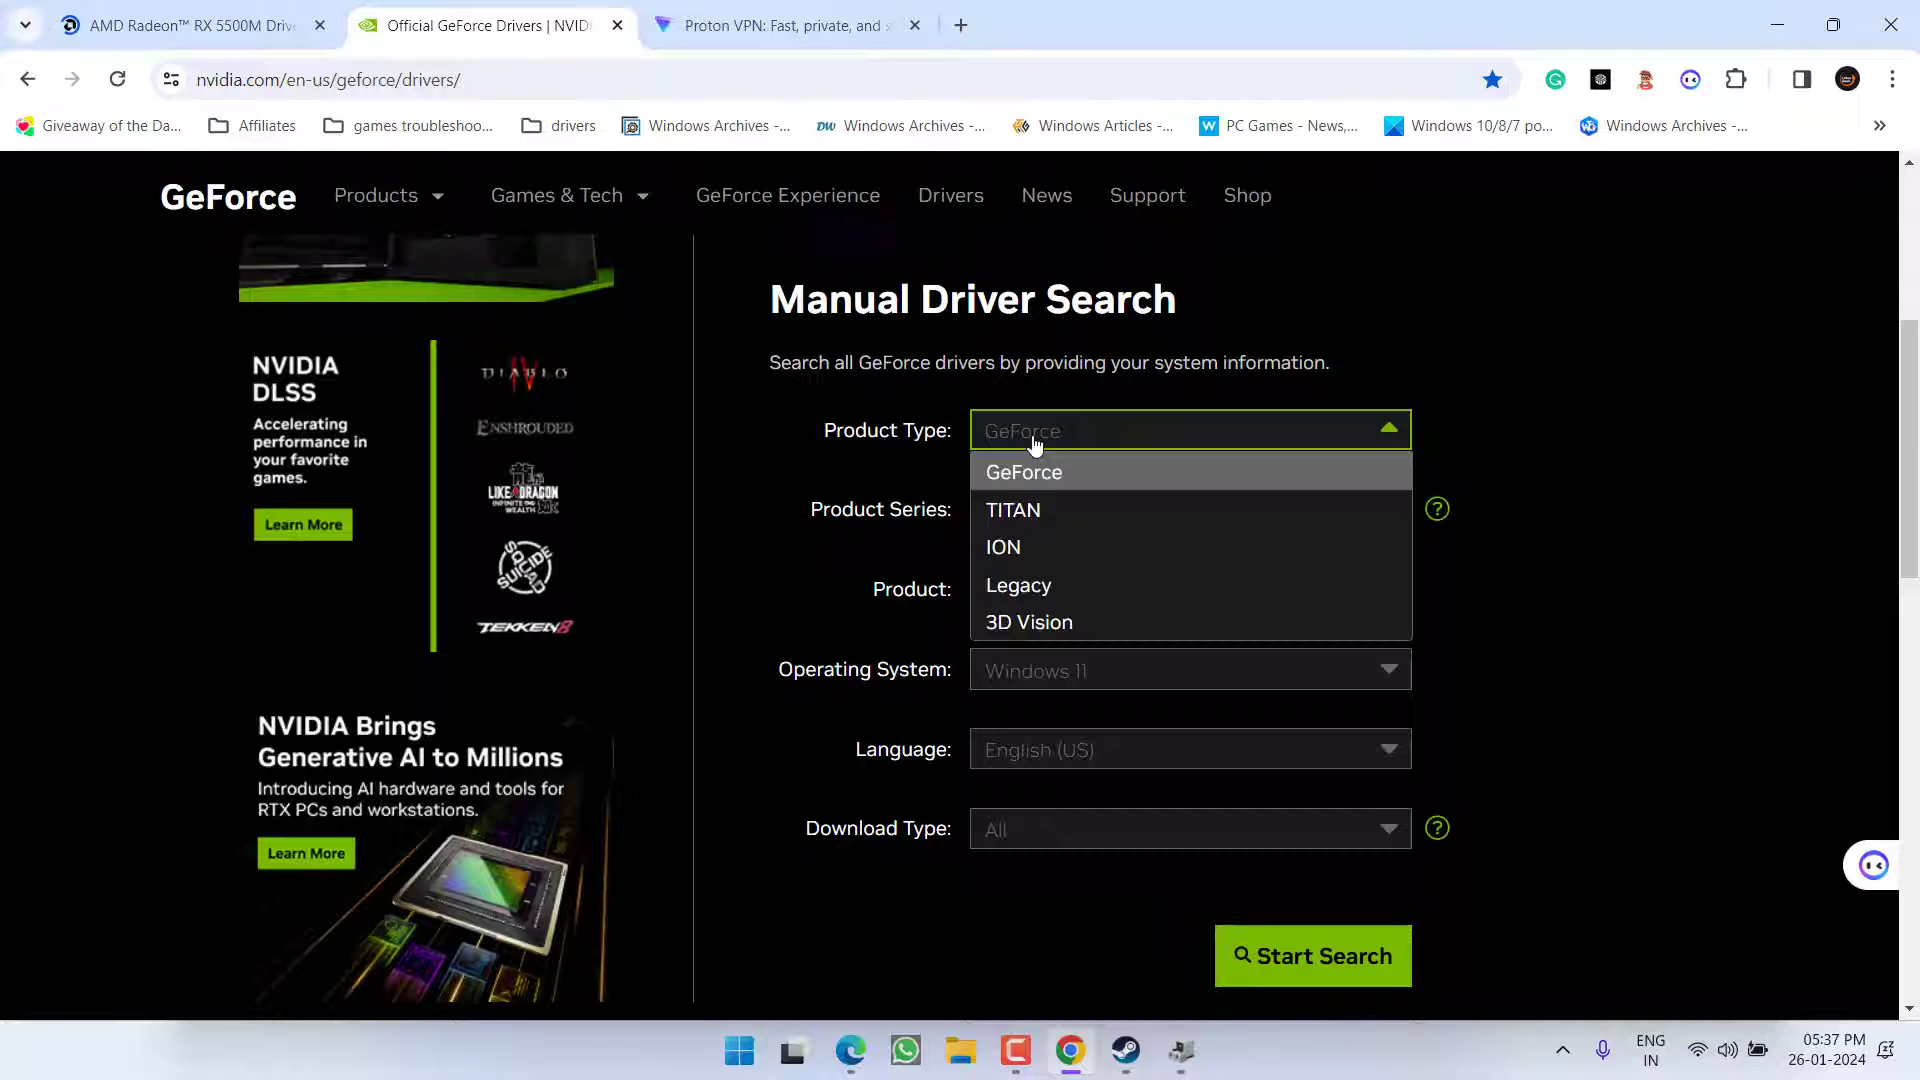 AMD Radeon™ RX 5500M Drive
Official GeForce Drivers | NVIDI
Proton VPN: Fast, private, and s
nvidia.com/en-us/geforce/drivers/
Giveaway of the Da...
Affiliates
games troubleshoo...
drivers
Windows Archives -...
DW
Windows Archives -...
Windows Articles -...
W
PC Games - News,...
Windows 10/8/7 po...
Windows Archives -...
GeForce
Products
Games & Tech
GeForce Experience
Drivers
News
Support
Shop
Manual Driver Search
Search all GeForce drivers by providing your system information.
NVIDIA
DLSS
Accelerating
performance in
your favorite
games.
Learn More
DIABLO
IV
ENSHROUDED
LIKE A DRAGON
INFINITE
WEALTH
SUICIDE
SQUAD
TEKKEN 8
NVIDIA Brings
Generative AI to Millions
Introducing AI hardware and tools for
RTX PCs and workstations.
Learn More
Product Type:
GeForce
GeForce
TITAN
ION
Legacy
3D Vision
Product Series:
?
Product:
Operating System:
Windows 11
Language:
English (US)
Download Type:
All
?
Start Search
ENG
IN
05:37 PM
26-01-2024